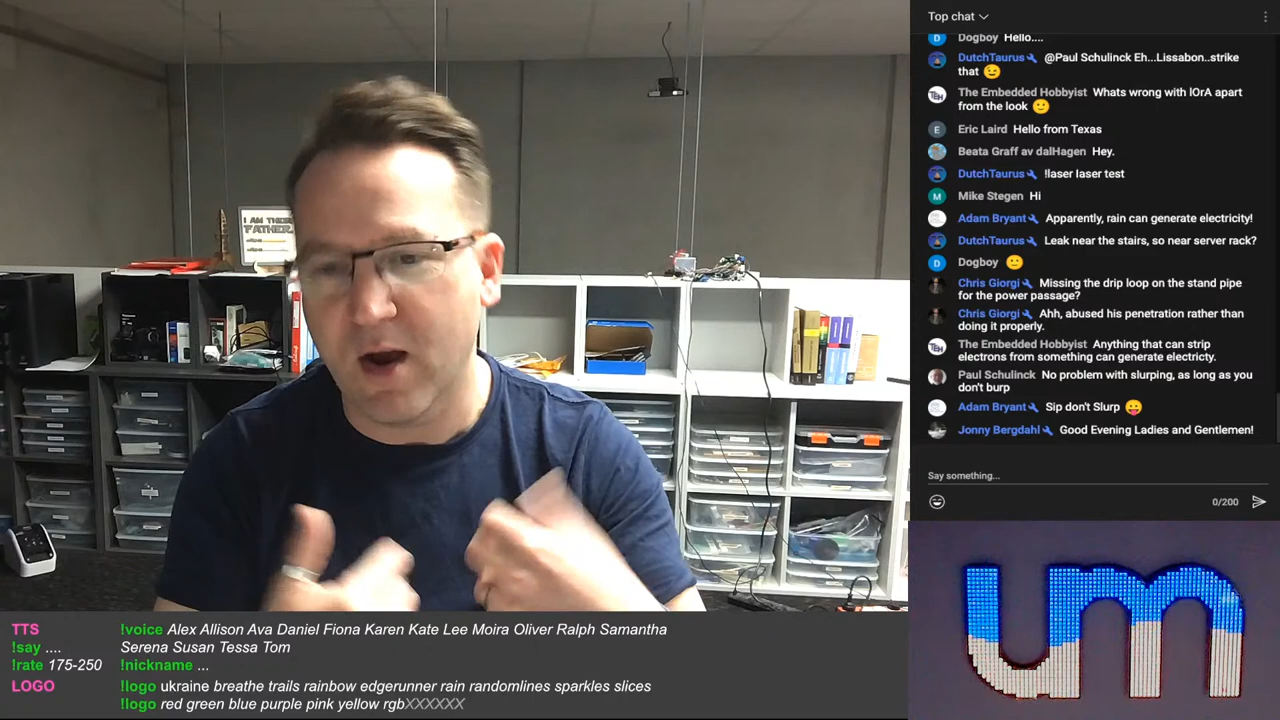 I AM THEIR
FATHER.
Top chat
Dogboy Hello....
DutchTaurus @Paul Schulinck Eh...Lissabon..strike
that
The Embedded Hobbyist Whats wrong with lOrA apart
from the look
E Eric Laird Hello from Texas
Beata Graff av dalHagen Hey.
DutchTaurus !laser laser test
M Mike Stegen Hi
Adam Bryant Apparently, rain can generate electricity!
DutchTaurus Leak near the stairs, so near server rack?
D Dogboy
Chris Giorgi Missing the drip loop on the stand pipe
for the power passage?
Chris Giorgi Ahh, abused his penetration rather than
doing it properly.
The Embedded Hobbyist Anything that can strip
electrons from something can generate electricty.
Paul Schulinck No problem with slurping, as long as you
don't burp
Adam Bryant Sip don't Slurp
Jonny Bergdahl Good Evening Ladies and Gentlemen!
Say something...
0/200
um
TTS !voice Alex Allison Ava Daniel Fiona Karen Kate Lee Moira Oliver Ralph Samantha
!say .... Serena Susan Tessa Tom
!rate 175-250 !nickname ...
LOGO !logo ukraine breathe trails rainbow edgerunner rain randomlines sparkles slices
!logo red green blue purple pink yellow rgbXXXXXX